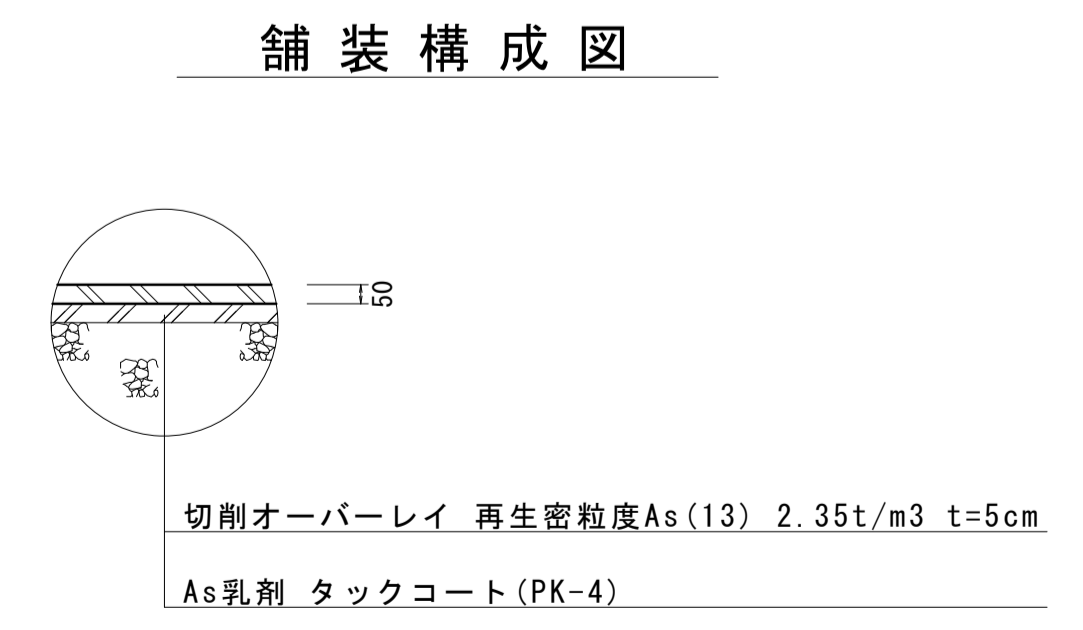 舗装構成図
50
切削オーバーレイ 再生密粒度As(13) 2.35t/m3 t=5cm
As乳剤 タックコート(PK-4)